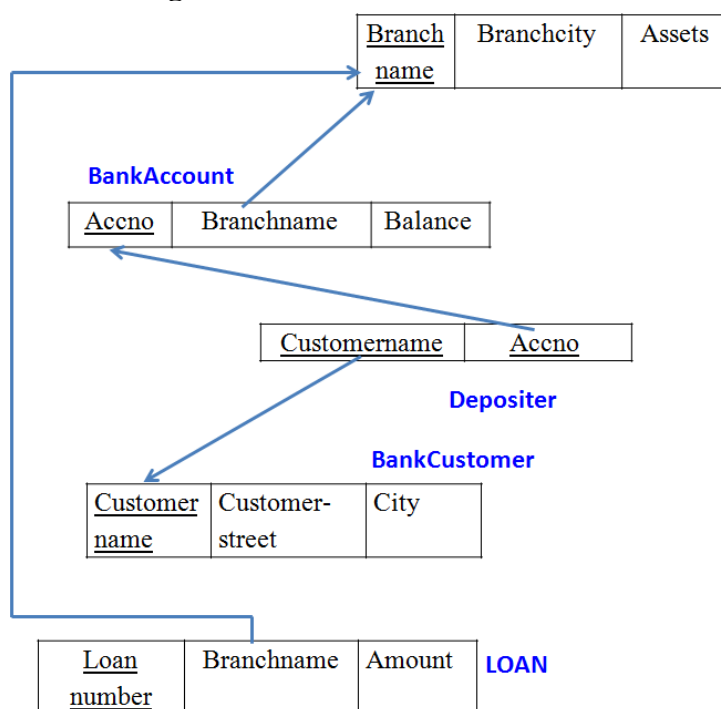 Branch Branchcity Assets
name
BankAccount
Accno Branchname Balance
Customername Accno
Depositer
BankCustomer
Customer Customer- City
name street
Loan Branchname Amount LOAN
number